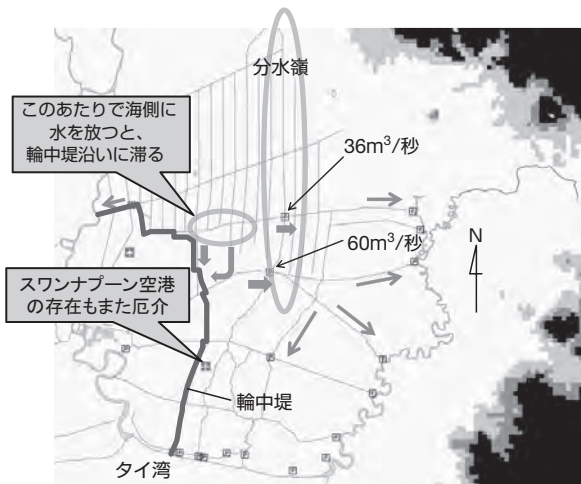 分水嶺
このあたりで海側に
水を放つと、
輪中堤沿いに滞る
36m³/秒
N
60m³/秒
スワンナプーン空港
の存在もまた厄介
輪中堤
タイ湾